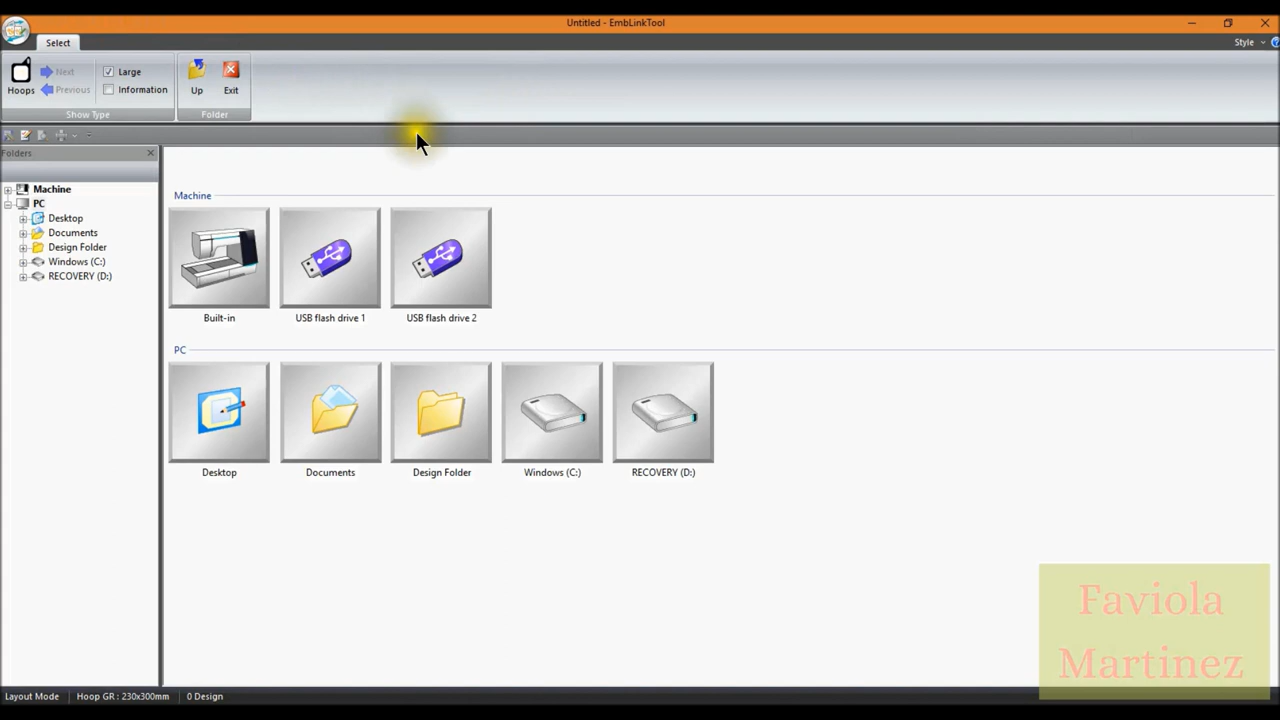 Untitled - EmbLinkTool
Select
Style
Hoops
Next
Previous
Large
Information
Up
Exit
Show Type
Folder
Folders
Machine
PC
Desktop
Documents
Design Folder
Windows (C:)
RECOVERY (D:)
Machine
Built-in
USB flash drive 1
USB flash drive 2
PC
Desktop
Documents
Design Folder
Windows (C:)
RECOVERY (D:)
Faviola
Martinez
Layout Mode
Hoop GR : 230x300mm
0 Design